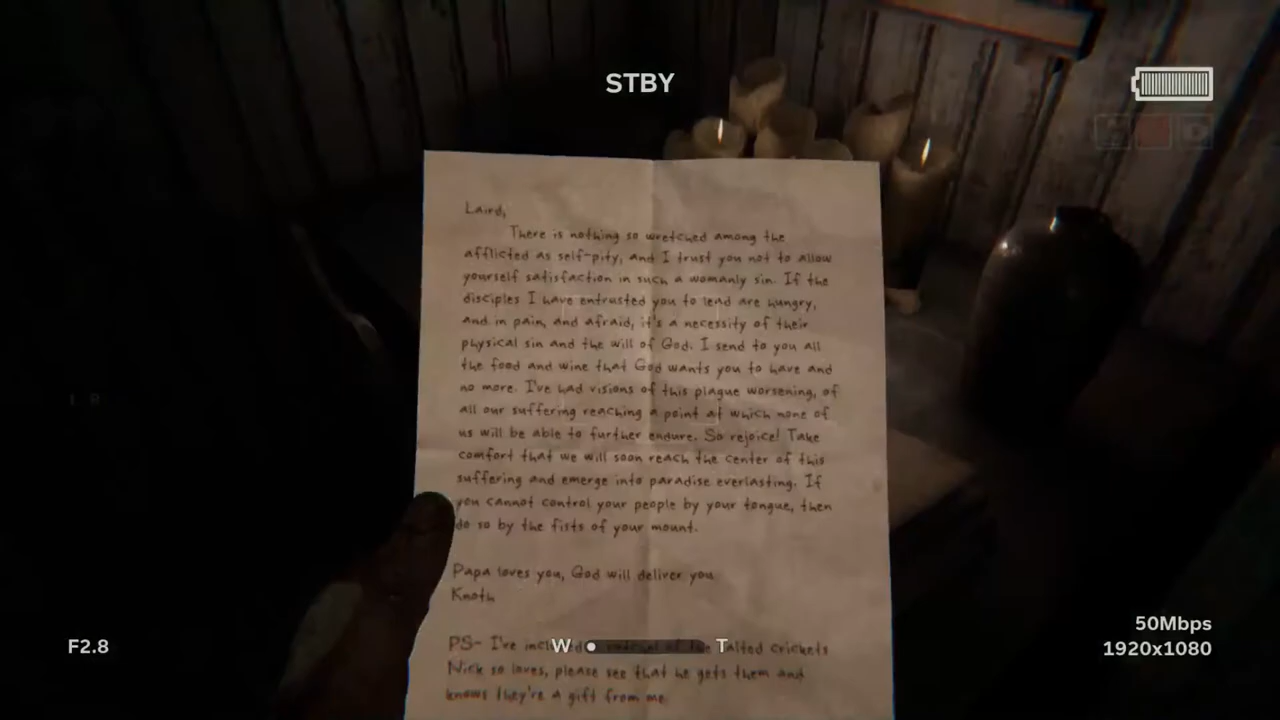 STBY
Laird,
There is nothing so wretched among the
afflicted as self-pity, and I trust you not to allow
yourself satisfaction in such a womanly sin. If the
disciples I have entrusted you to lead are hungry,
and in pain, and afraid, it's a necessity of their
physical sin and the will of God. I send to you all
the food and wine that God wants you to have and
no more. I've had visions of this plague worsening, of
all our suffering reaching a point at which none of
us will be able to further endure. So rejoice! Take
comfort that we will soon reach the center of this
suffering and emerge into paradise everlasting. If
you cannot control your people by your tongue, then
do so by the fists of your mount.
Papa loves you, God will deliver you
Knoth
PS- I've of the salted crickets
Nick so loves, please see that he gets them and
knows they're a gift from me.
W T
F2.8
50Mbps
1920x1080